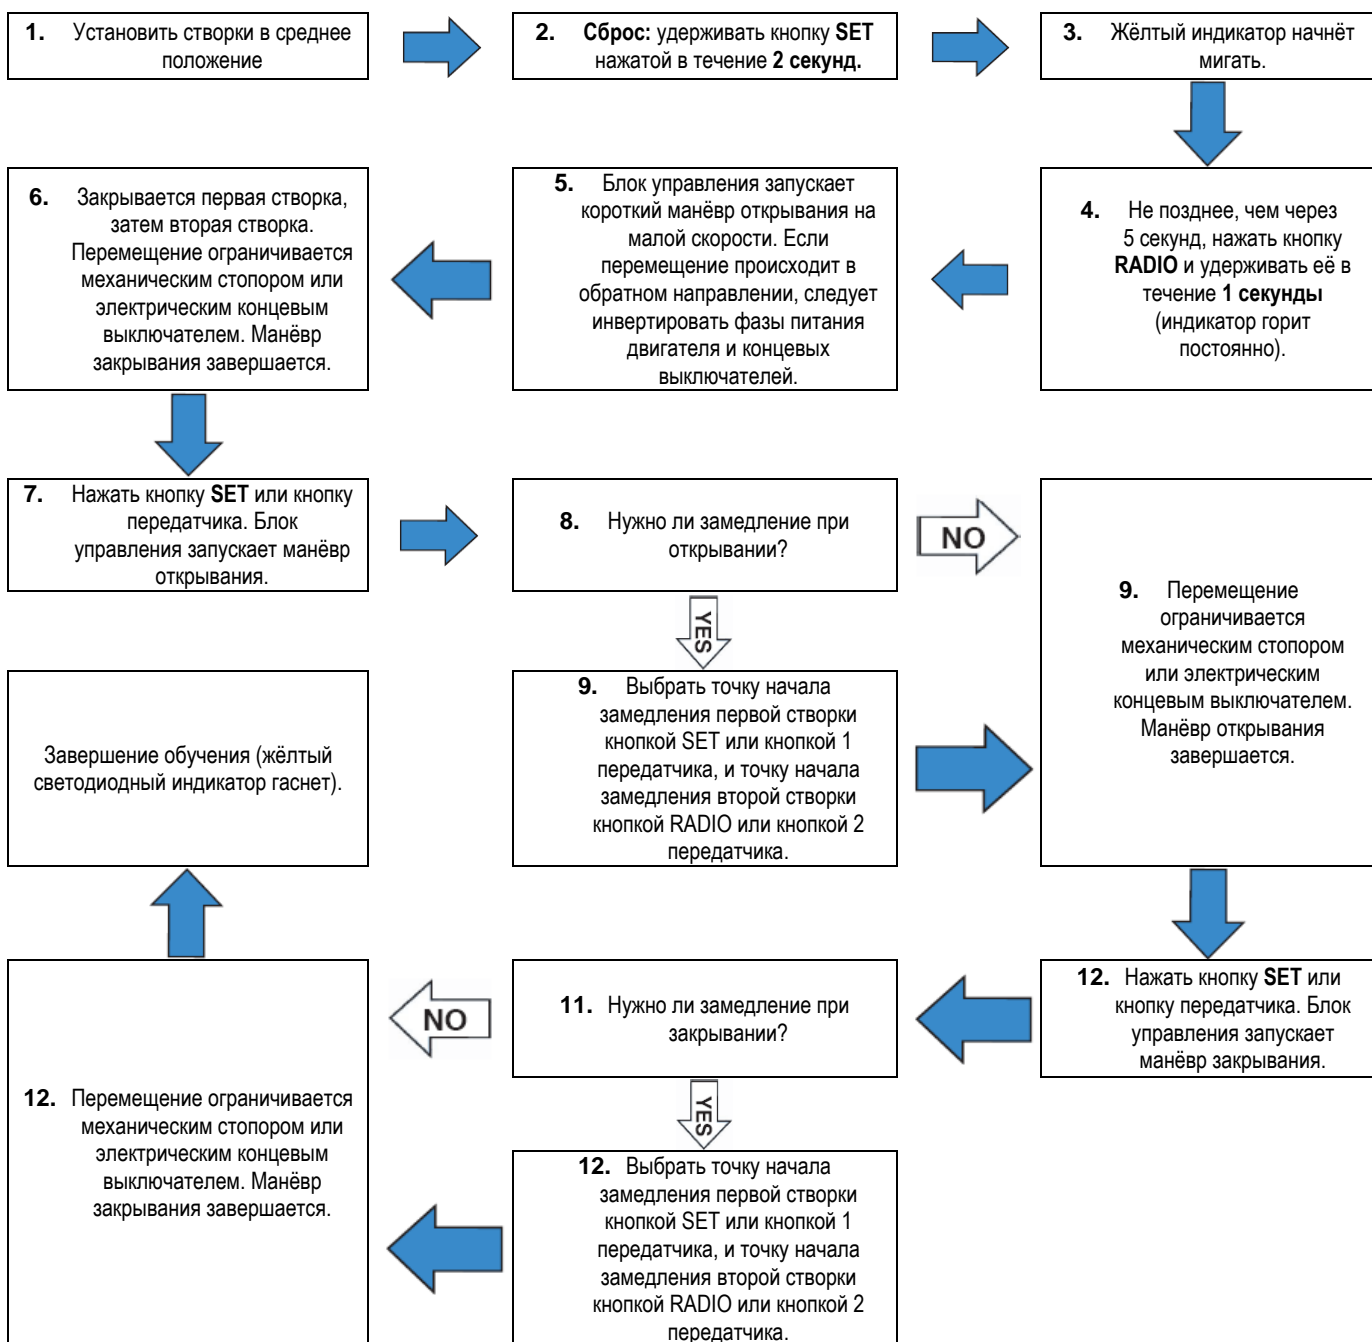 1. Установить створки в среднее
положение
2. Сброс: удерживать кнопку SET
нажатой в течение 2 секунд.
3. Жёлтый индикатор начнёт
мигать.
4. Не позднее, чем через
5 секунд, нажать кнопку
RADIO и удерживать её в
течение 1 секунды
(индикатор горит
постоянно).
5. Блок управления запускает
короткий манёвр открывания на
малой скорости. Если
перемещение происходит в
обратном направлении, следует
инвертировать фазы питания
двигателя и концевых
выключателей.
6. Закрывается первая створка,
затем вторая створка.
Перемещение ограничивается
механическим стопором или
электрическим концевым
выключателем. Манёвр
закрывания завершается.
7. Нажать кнопку SET или кнопку
передатчика. Блок
управления запускает манёвр
открывания.
8. Нужно ли замедление при
открывании?
NO
YES
9. Перемещение
ограничивается
механическим стопором
или электрическим
концевым выключателем.
Манёвр открывания
завершается.
9. Выбрать точку начала
замедления первой створки
кнопкой SET или кнопкой 1
передатчика, и точку начала
замедления второй створки
кнопкой RADIO или кнопкой 2
передатчика.
Завершение обучения (жёлтый
светодиодный индикатор гаснет).
12. Нажать кнопку SET или
кнопку передатчика. Блок
управления запускает
манёвр закрывания.
11. Нужно ли замедление при
закрывании?
NO
YES
12. Перемещение ограничивается
механическим стопором или
электрическим концевым
выключателем. Манёвр
закрывания завершается.
12. Выбрать точку начала
замедления первой створки
кнопкой SET или кнопкой 1
передатчика, и точку начала
замедления второй створки
кнопкой RADIO или кнопкой 2
передатчика.